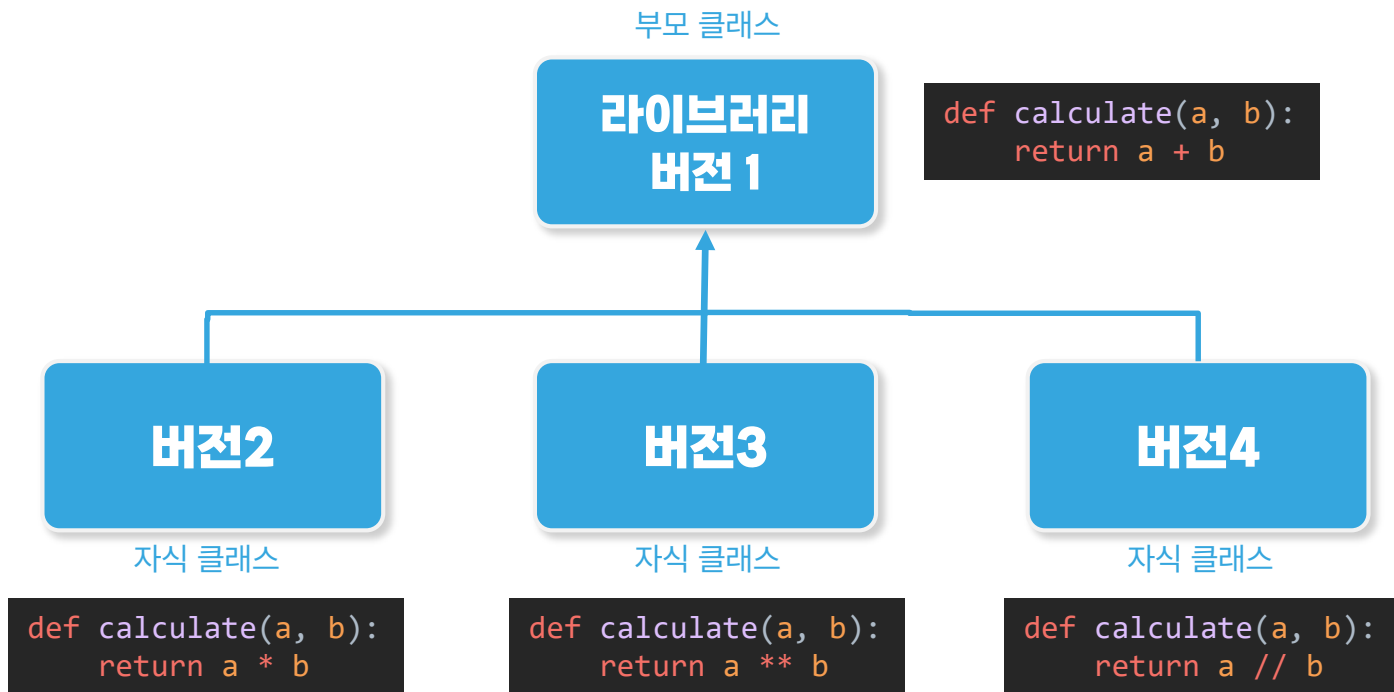 부모 클래스
라이브러리
버전 1
def calculate(a, b):
    return a + b
버전2
버전3
버전4
자식 클래스
자식 클래스
자식 클래스
def calculate(a, b):
    return a * b
def calculate(a, b):
    return a ** b
def calculate(a, b):
    return a // b